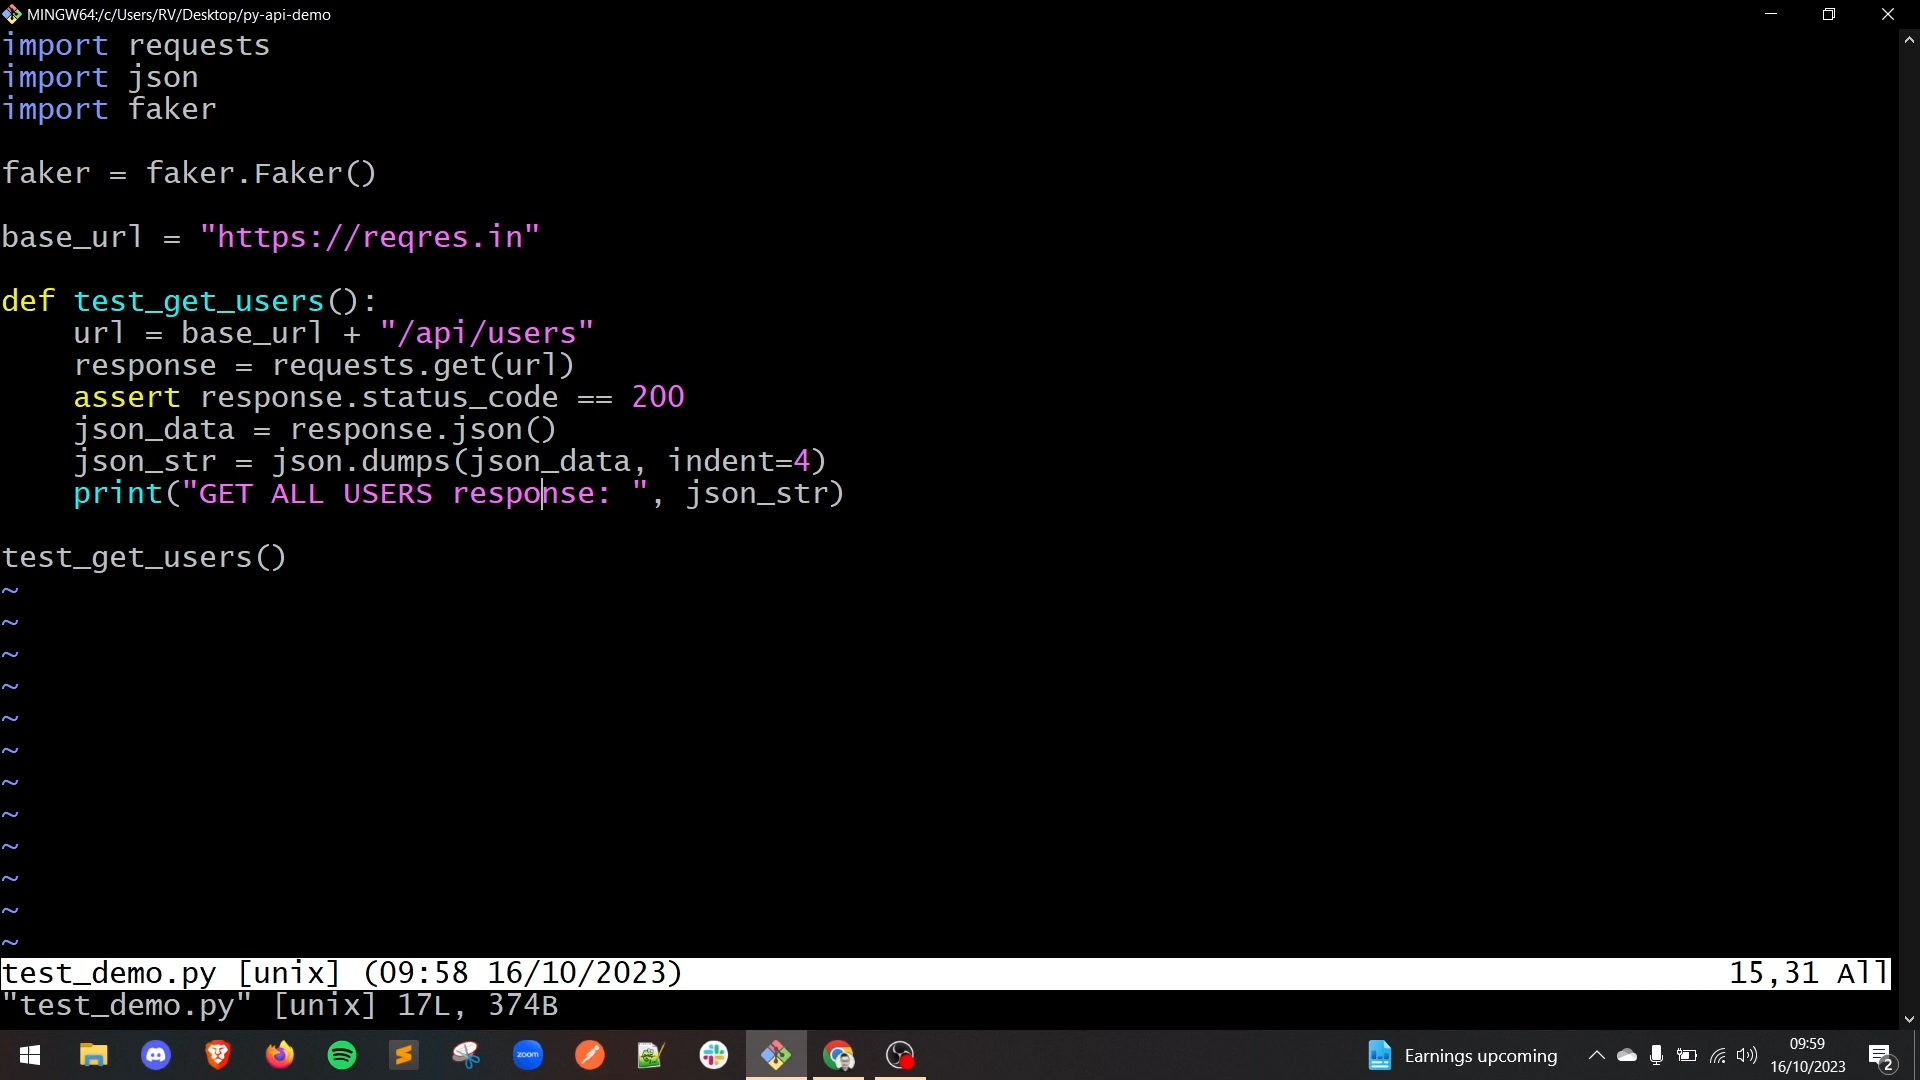 MINGW64:/c/Users/RV/Desktop/py-api-demo
import requests
import json
import faker
faker = faker.Faker()
base_url = "https://reqres.in"
def test_get_users():
    url = base_url + "/api/users"
    response = requests.get(url)
    assert response.status_code == 200
    json_data = response.json()
    json_str = json.dumps(json_data, indent=4)
    print("GET ALL USERS response: ", json_str)
test_get_users()
~
~
~
~
~
~
~
~
~
~
~
~
test_demo.py [unix] (09:58 16/10/2023) 15,31 All
"test_demo.py" [unix] 17L, 374B
zoom
Earnings upcoming
09:59
16/10/2023
2